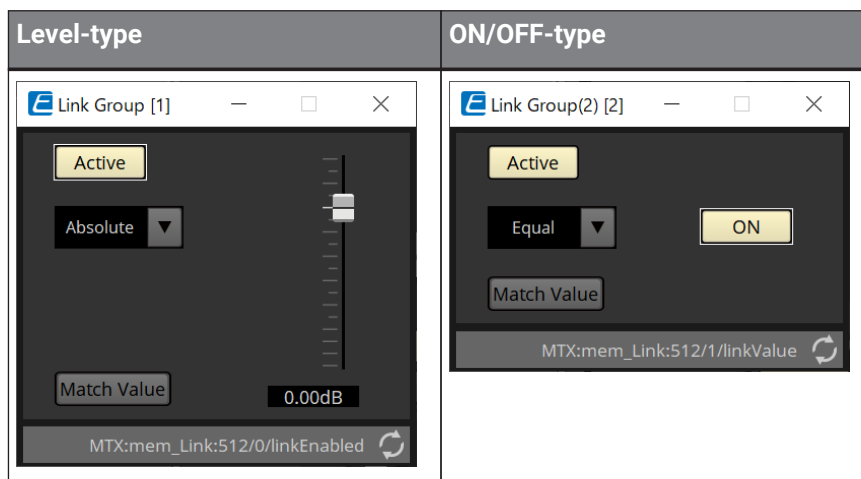 Level-type
ON/OFF-type
Link Group [1]
Active
Absolute
Match Value
0.00dB
MTX:mem_Link:512/0/linkEnabled
Link Group(2) [2]
Active
Equal
ON
Match Value
MTX:mem_Link:512/1/linkValue